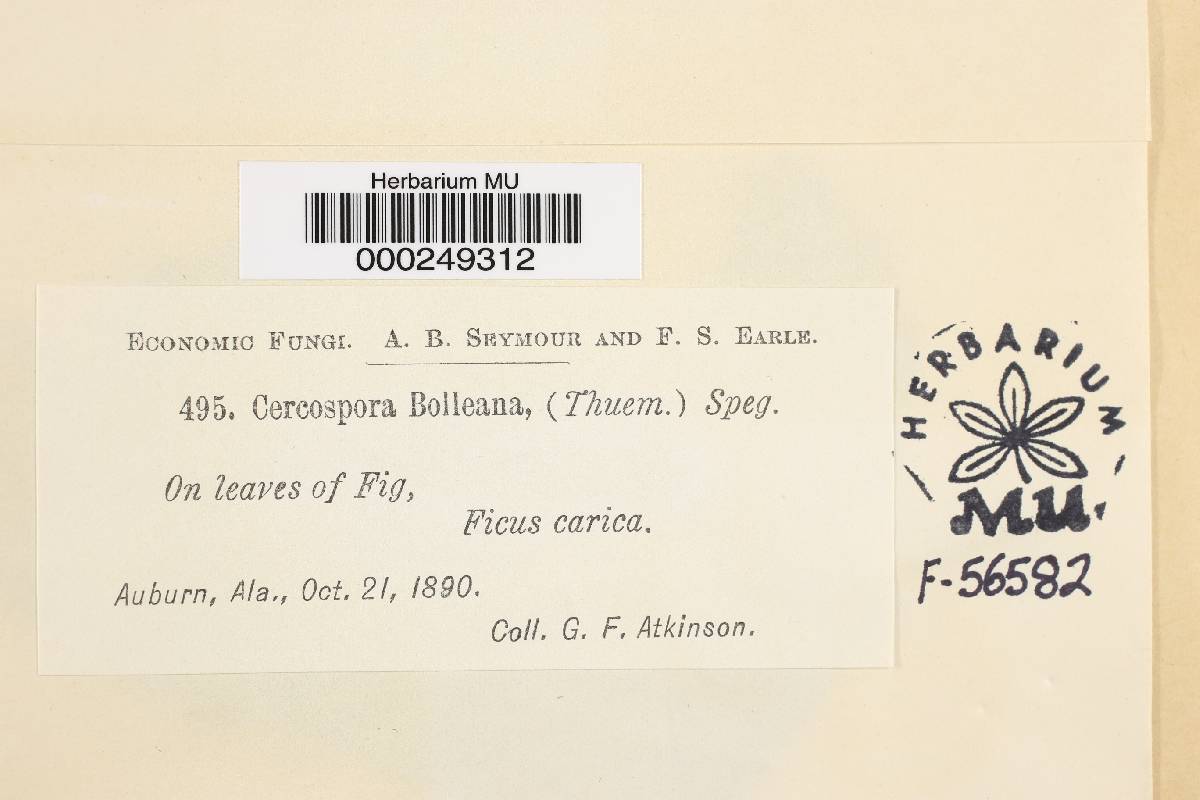 Herbarium MU
000249312
Economic Fungi. A. B. Seymour and F. S. Earle.
495. Cercospora Bolleana, (Thuem.) Speg.
On leaves of Fig,
Ficus carica.
Auburn, Ala., Oct. 21, 1890.
Coll. G. F. Atkinson.
HERBARIUM
MU.
F-56582